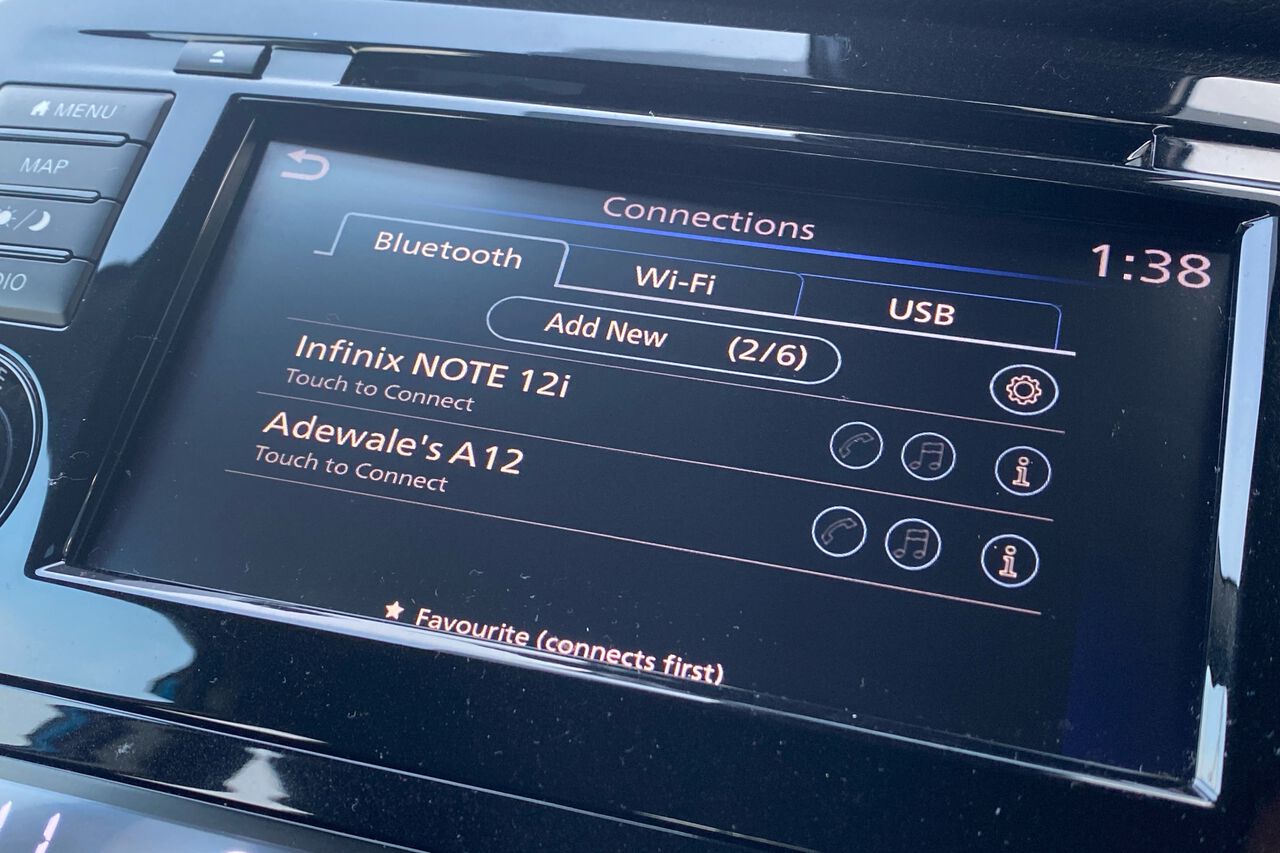 MENU
MAP
DIO
Connections
1:38
Bluetooth
Wi-Fi
USB
Add New (2/6)
Infinix NOTE 12i
Touch to Connect
Adewale's A12
Touch to Connect
★ Favourite (connects first)